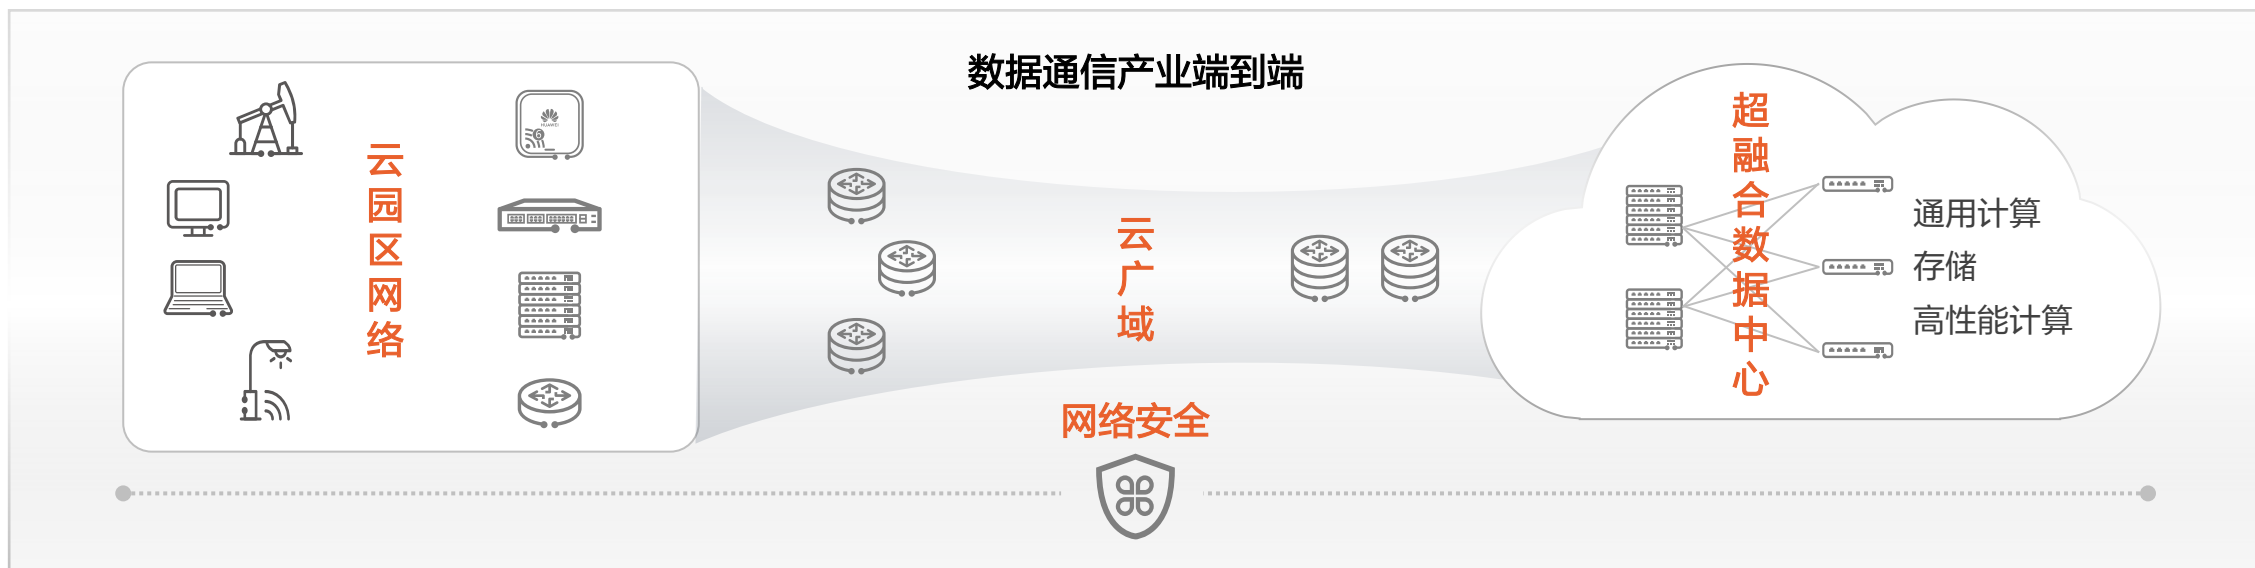 数据通信产业端到端
云园区网络
HUAWEI
6
云广域
超融合数据中心
通用计算
存储
高性能计算
网络安全